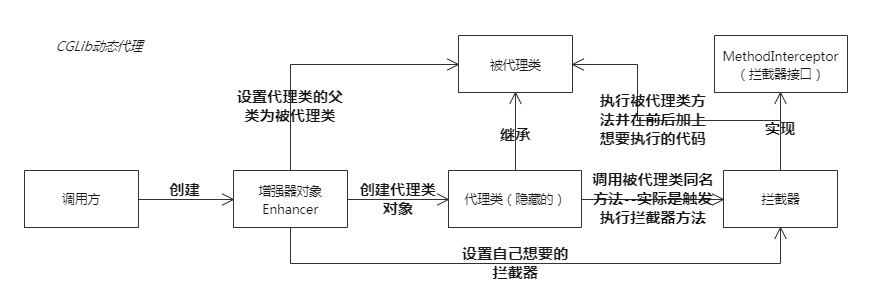 CGLib动态代理
被代理类
MethodInterceptor
（拦截器接口）
设置代理类的父
类为被代理类
执行被代理类方
法并在前后加上
想要执行的代码
继承
实现
调用方
创建
增强器对象
Enhancer
创建代理类
对象
代理类（隐藏的）
调用被代理类同名
方法--实际是触发
执行拦截器方法
拦截器
设置自己想要的
拦截器